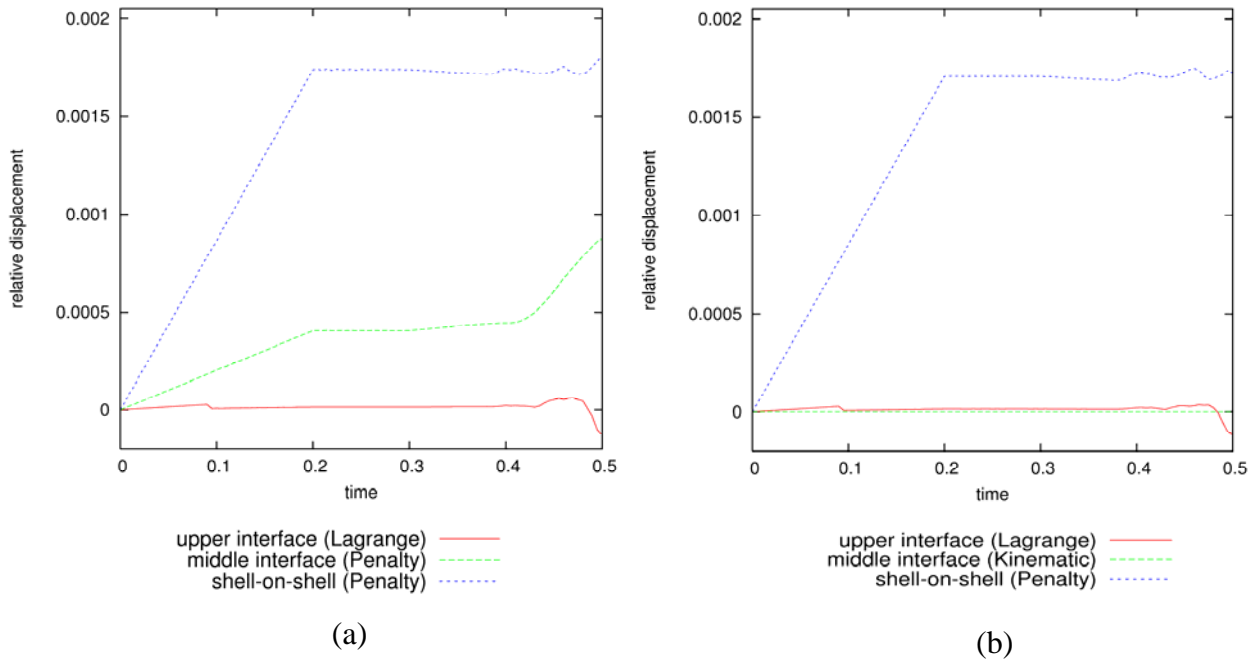 0.002
0.0015
0.001
0.0005
0
relative displacement
0 0.1 0.2 0.3 0.4 0.5
time
upper interface (Lagrange)
middle interface (Penalty)
shell-on-shell (Penalty)
(a)
0.002
0.0015
0.001
0.0005
0
relative displacement
0 0.1 0.2 0.3 0.4 0.5
time
upper interface (Lagrange)
middle interface (Kinematic)
shell-on-shell (Penalty)
(b)